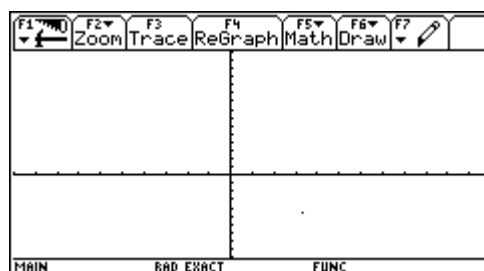 F1 F2 F3 F4 F5 F6 F7
Zoom Trace ReGraph Math Draw
MAIN RAD EXACT FUNC